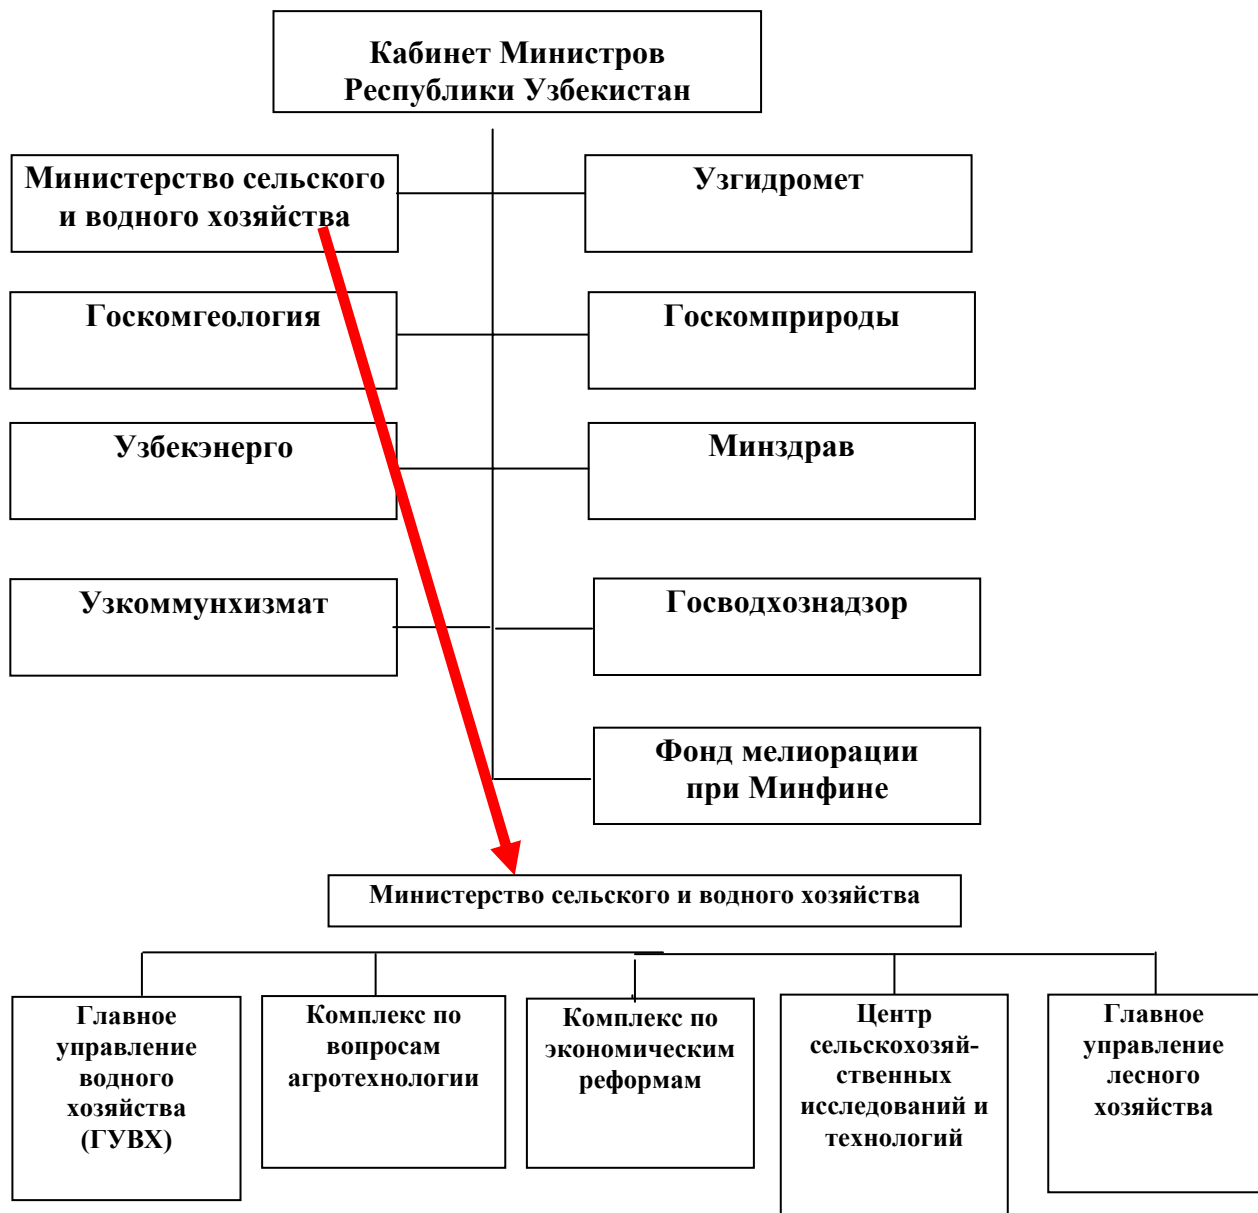 Кабинет Министров
Республики Узбекистан
Министерство сельского
и водного хозяйства
Узгидромет
Госкомгеология
Госкомприроды
Узбекэнерго
Минздрав
Узкоммунхизмат
Госводхознадзор
Фонд мелиорации
при Минфине
Министерство сельского и водного хозяйства
Главное
управление
водного
хозяйства
(ГУВХ)
Комплекс по
вопросам
агротехнологии
Комплекс по
экономическим
реформам
Центр
сельскохозяй-
ственных
исследований и
технологий
Главное
управление
лесного
хозяйства